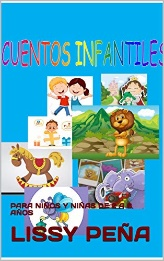 CUENTOS INFANTILES
PARA NIÑOS Y NIÑAS DE
AÑOS
LISSY PEÑA